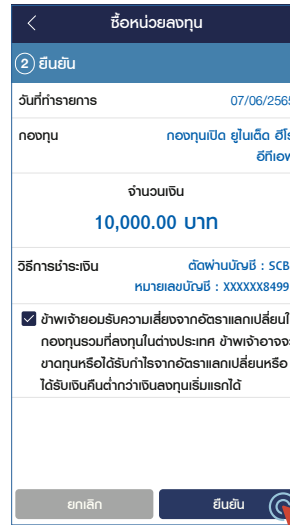 ซื้อหน่วยลงทุน
2 ยืนยัน
วันที่ทำรายการ 07/06/2565
กองทุน กองทุนเปิด ยูไนเต็ด ฮีโร
อีทีเอฟ
จำนวนเงิน
10,000.00 บาท
วิธีการชำระเงิน ตัดผ่านบัญชี : SCB
หมายเลขบัญชี : XXXXXX8499
ข้าพเจ้ายอมรับความเสี่ยงจากอัตราแลกเปลี่ยนใ
กองทุนรวมที่ลงทุนในต่างประเทศ ข้าพเจ้าอาจจะ
ขาดทุนหรือได้รับกำไรจากอัตราแลกเปลี่ยนหรือ
ได้รับเงินคืนต่ำกว่าเงินลงทุนเริ่มแรกได้
ยกเลิก ยืนยัน